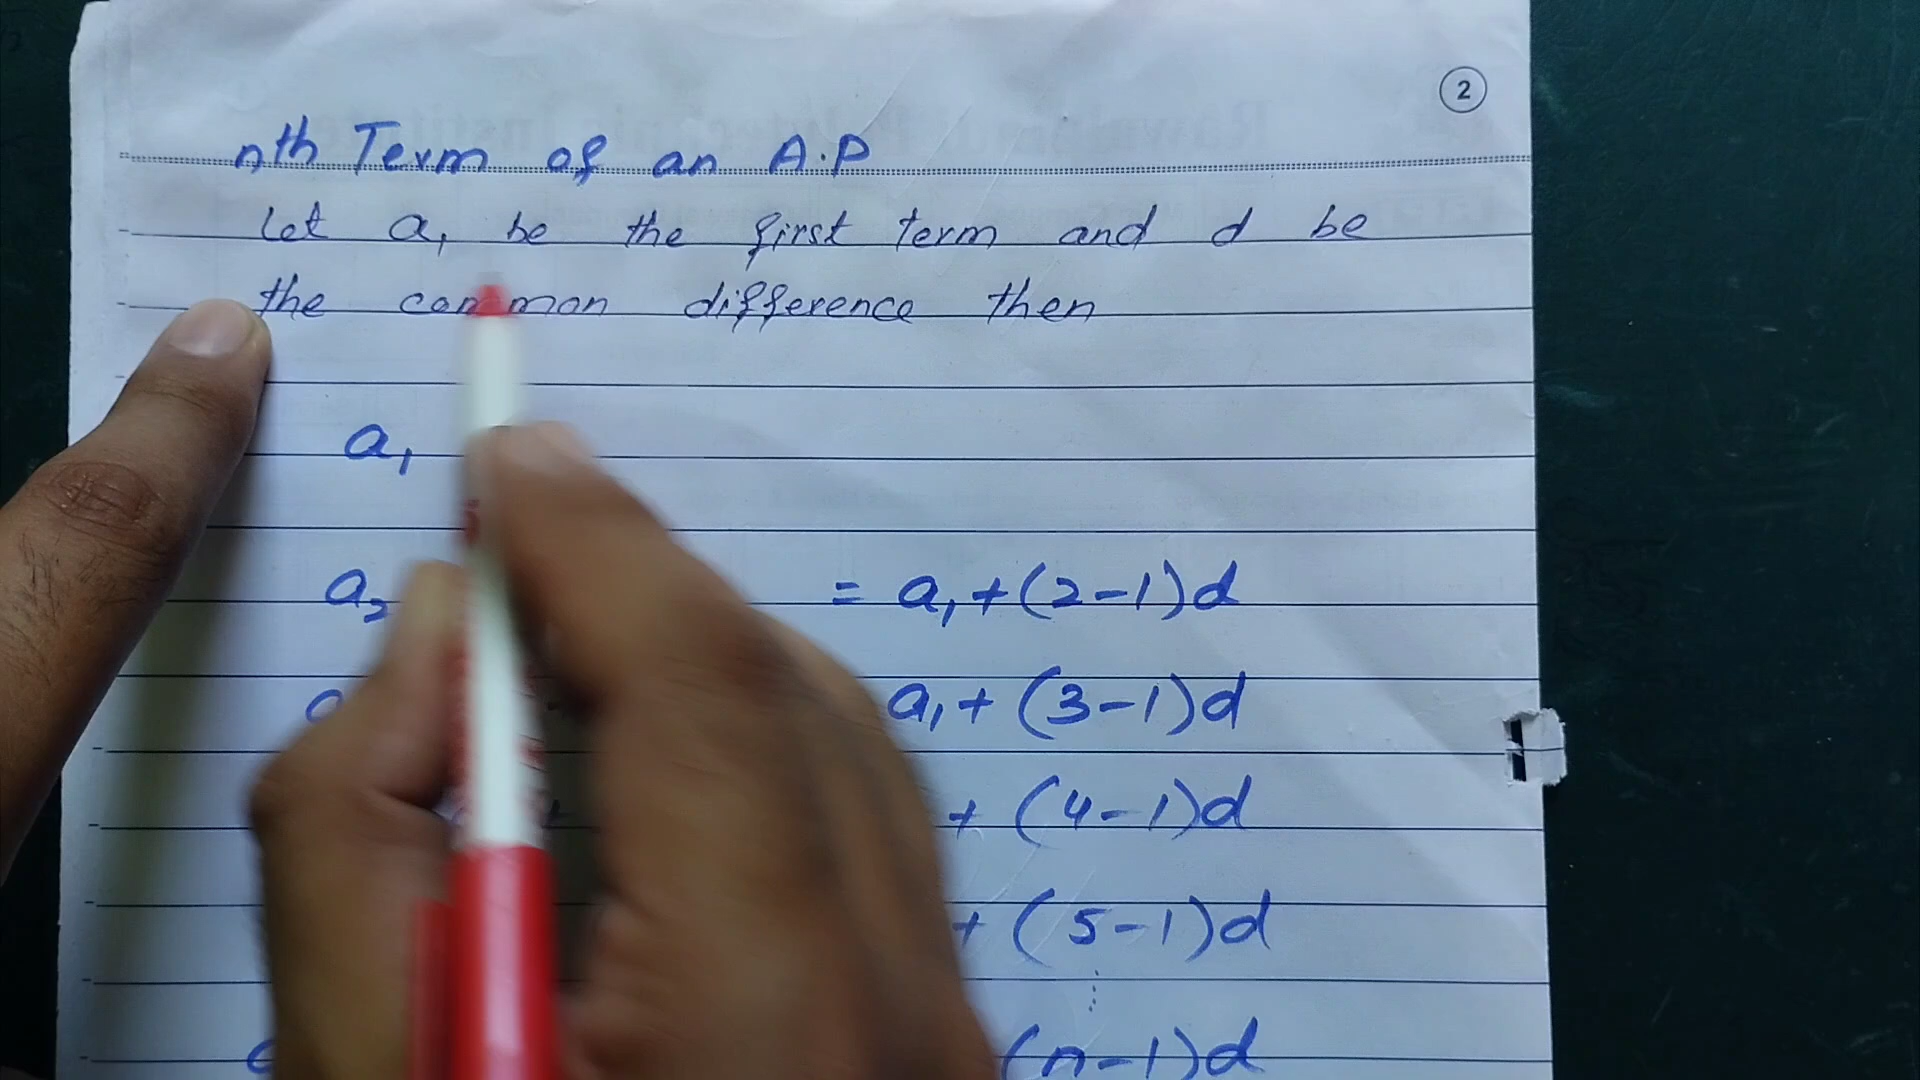 2
nth Term of an A.P
Let a₁ be the first term and d be
the common difference then
a₁
a₂ = a₁ + (2-1)d
a₁ + (3-1)d
+ (4-1)d
+ (5-1)d
(n-1)d